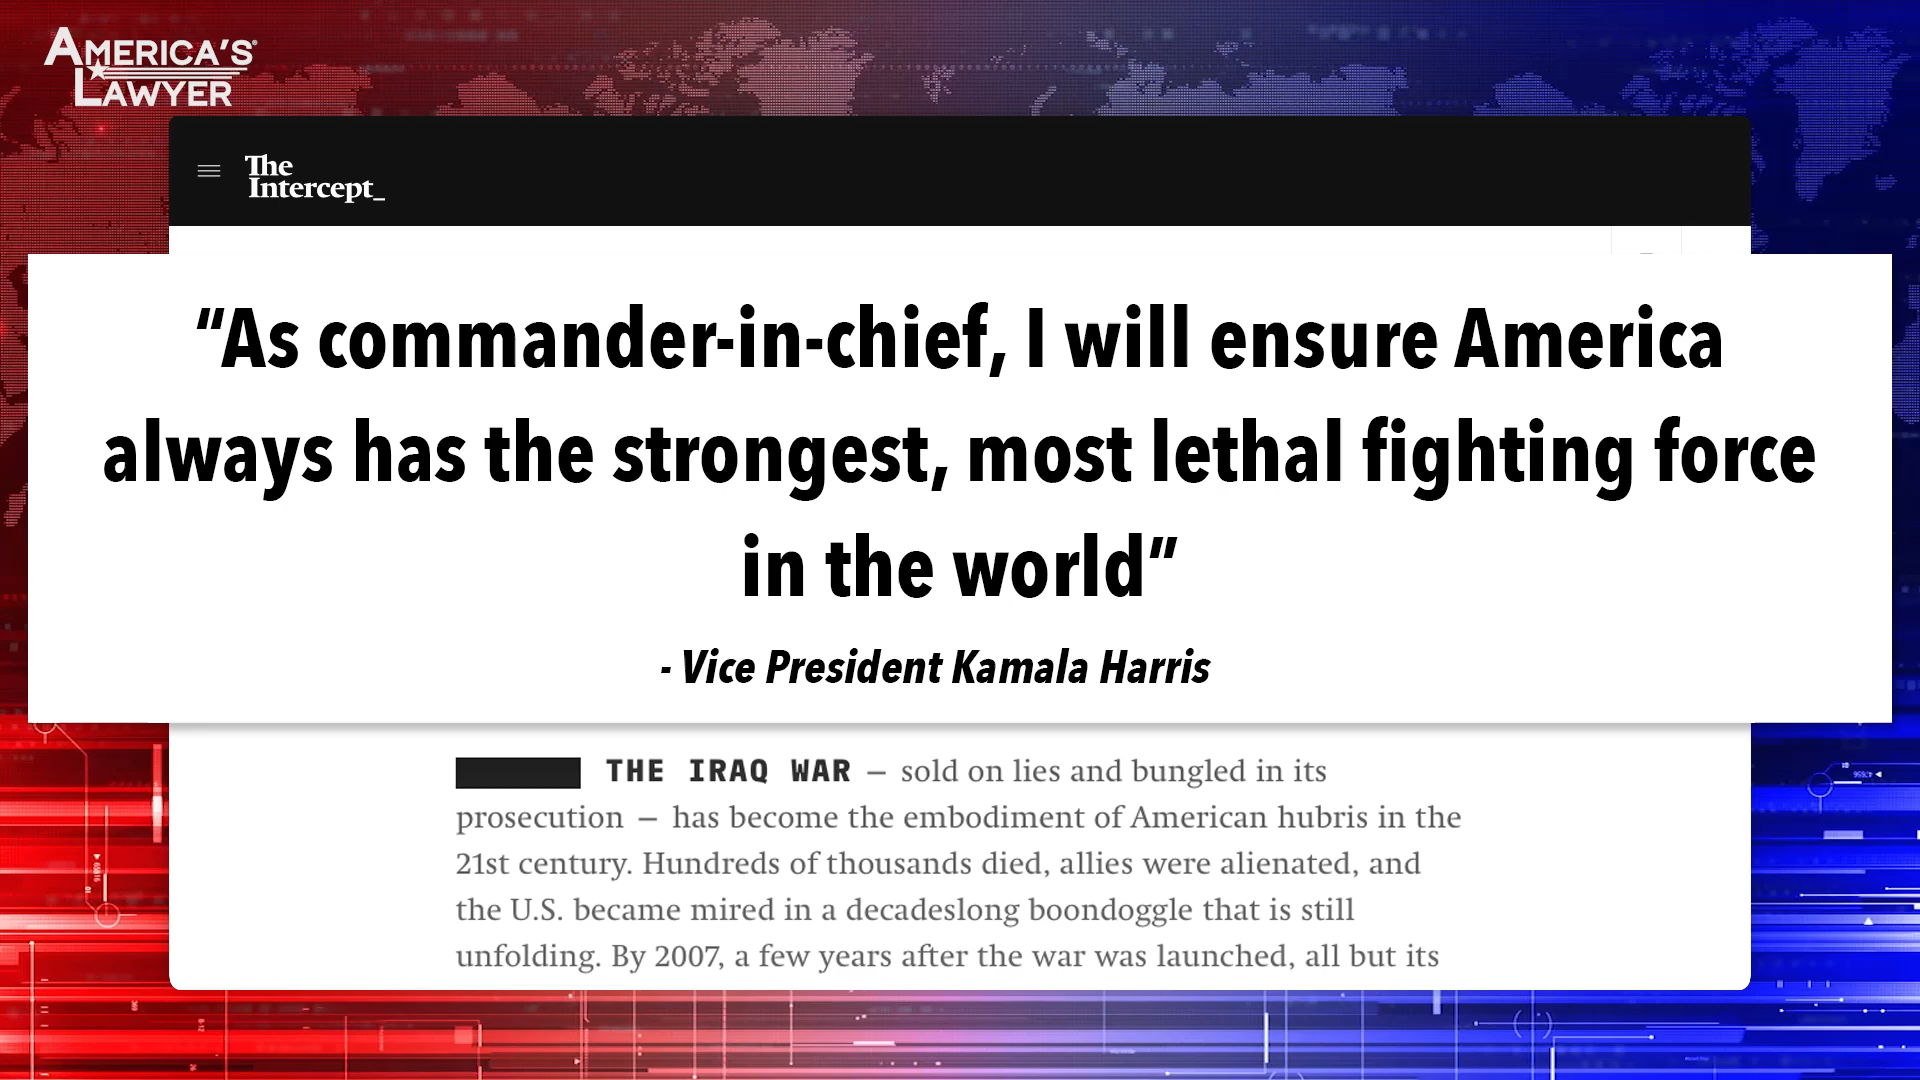 AMERICA'S®
LAWYER
The
Intercept_
“As commander-in-chief, I will ensure America
always has the strongest, most lethal fighting force
in the world”
- Vice President Kamala Harris
THE IRAQ WAR – sold on lies and bungled in its
prosecution – has become the embodiment of American hubris in the
21st century. Hundreds of thousands died, allies were alienated, and
the U.S. became mired in a decadeslong boondoggle that is still
unfolding. By 2007, a few years after the war was launched, all but its